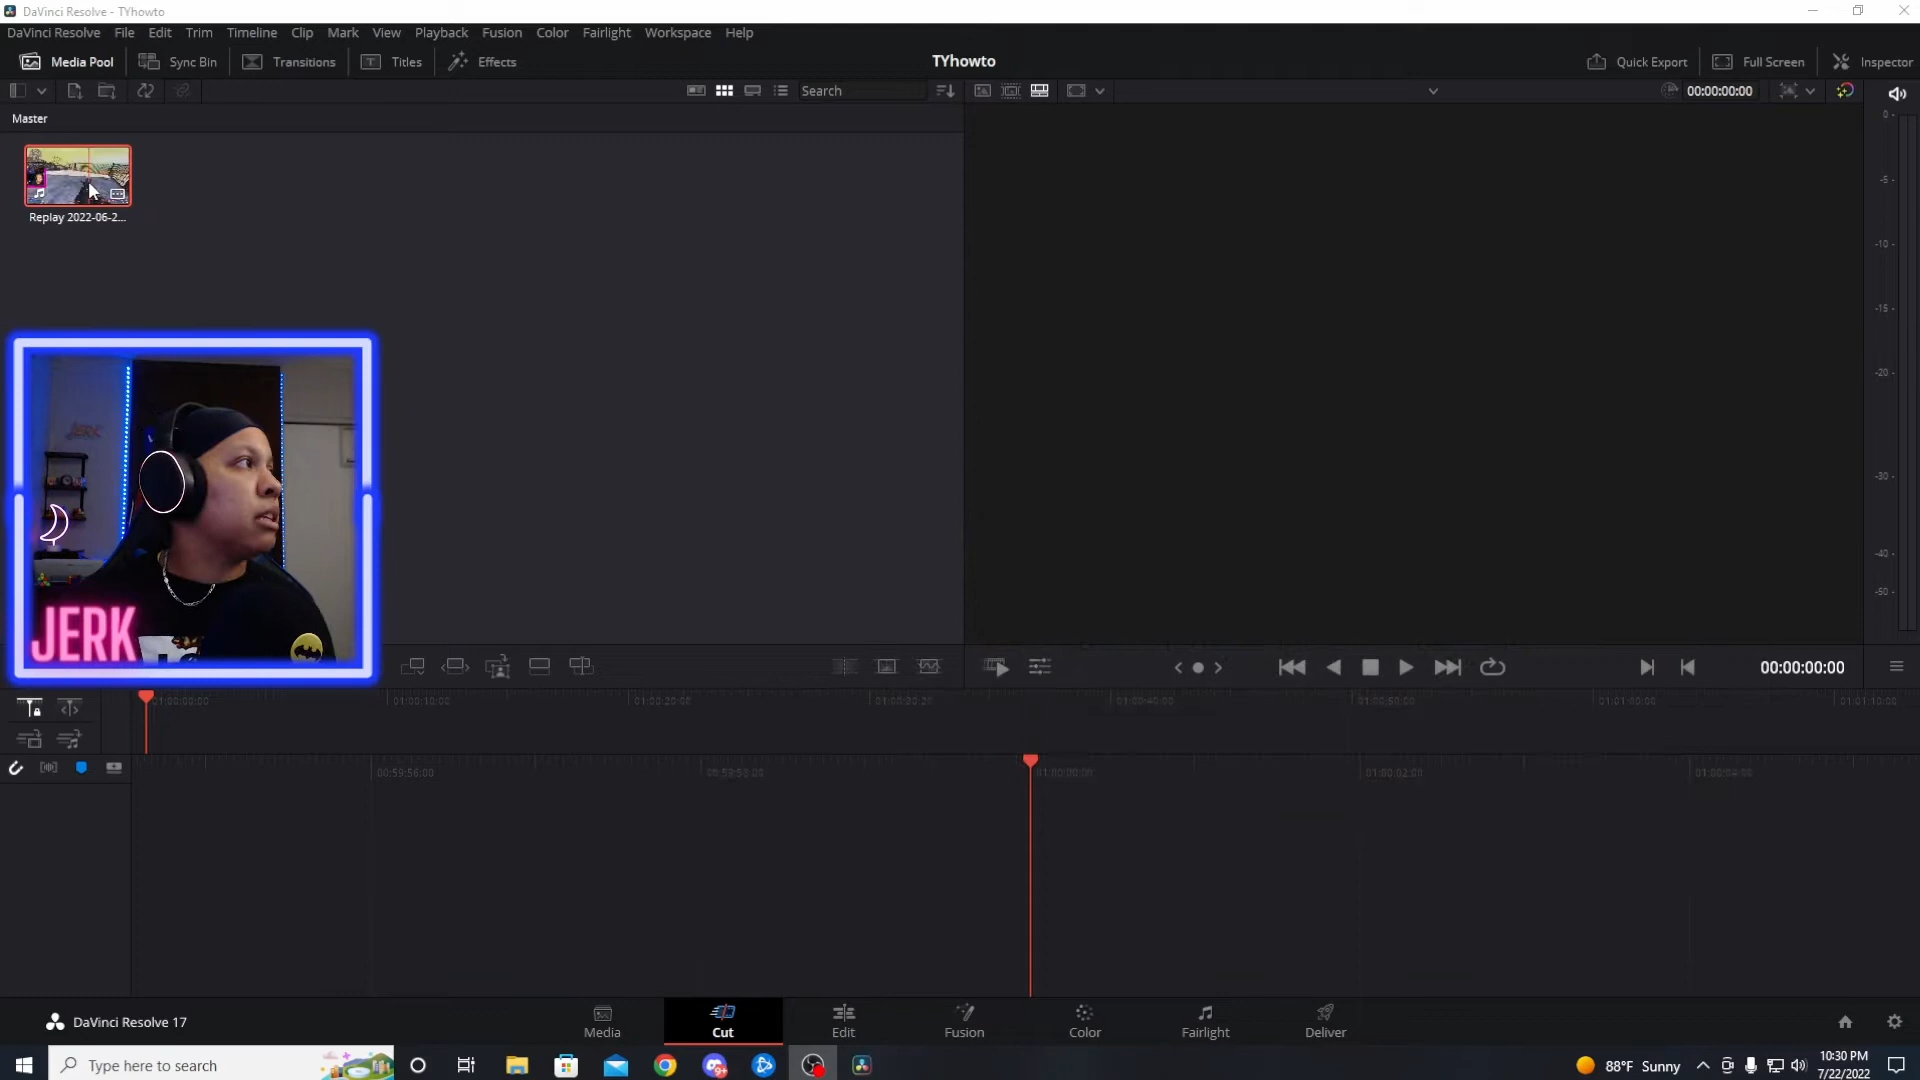 DaVinci Resolve - TYhowto
DaVinci Resolve File Edit Trim Timeline Clip Mark View Playback Fusion Color Fairlight Workspace Help
Media Pool Sync Bin Transitions Titles Effects TYhowto Quick Export Full Screen Inspector
Search 00:00:00:00
Master
0
-5
-10
-15
-20
-30
-40
-50
Replay 2022-06-2...
JERK
JERK
00:00:00:00
01:00:00:00 01:00:10:00 01:00:20:00 01:00:30:00 01:00:40:00 01:00:50:00 01:01:00:00 01:01:10:00
00:59:56:00 00:59:58:00 01:00:00:00 01:00:02:00 01:00:04:00
DaVinci Resolve 17 Media Cut Edit Fusion Color Fairlight Deliver
Type here to search 9+ 88°F Sunny 10:30 PM
7/22/2022